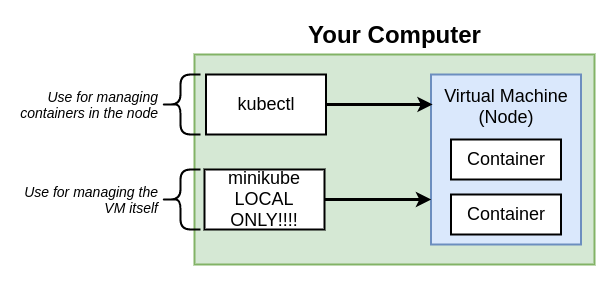 Your Computer
Use for managing
containers in the node
kubectl
Virtual Machine
(Node)
Container
Use for managing the
VM itself
minikube
LOCAL
ONLY!!!!
Container